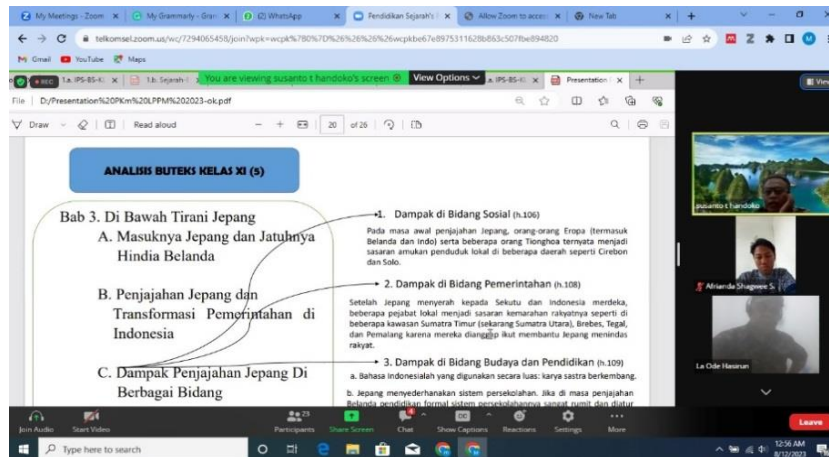 My Meetings - Zoom
My Grammarly - Gram
(2) WhatsApp
Pendidikan Sejarah's
Allow Zoom to access
New Tab
telkomsel.zoom.us/wc/7294065458/join?wpk=wcpk%7B0%7D%26%26%26%26wcpkbe67e8975311628b863c507fbe894820
Gmail
YouTube
Maps
REC
1.a. IPS-BS-K
1.b. Sejarah-
You are viewing susanto t handoko's screen
View Options
a. IPS-BS-KL
Presentation
View
File
D:/Presentation%20PKm%20LPPM%202023-ok.pdf
Draw
Read aloud
20
of 26
ANALISIS BUTEKS KELAS XI (5)
Bab 3. Di Bawah Tirani Jepang
A. Masuknya Jepang dan Jatuhnya
Hindia Belanda
B. Penjajahan Jepang dan
Transformasi Pemerintahan di
Indonesia
C. Dampak Penjajahan Jepang Di
Berbagai Bidang
1. Dampak di Bidang Sosial (h.106)
Pada masa awal penjajahan Jepang, orang-orang Eropa (termasuk
Belanda dan Indo) serta beberapa orang Tionghoa ternyata menjadi
sasaran amukan penduduk lokal di beberapa daerah seperti Cirebon
dan Solo.
2. Dampak di Bidang Pemerintahan (h.108)
Setelah Jepang menyerah kepada Sekutu dan Indonesia merdeka,
beberapa pejabat lokal menjadi sasaran kemarahan rakyatnya seperti di
beberapa kawasan Sumatra Timur (sekarang Sumatra Utara), Brebes, Tegal,
dan Pemalang karena mereka dianggap ikut membantu Jepang menindas
rakyat.
3. Dampak di Bidang Budaya dan Pendidikan (h.109)
a. Bahasa Indonesialah yang digunakan secara luas: karya sastra berkembang.
b. Jepang menyederhanakan sistem persekolahan. Jika di masa penjajahan
Belanda pendidikan formal sistem persekolahannya sangat rumit dan diatur
susanto t handoko
Afrianda Shagwee S.
La Ode Hasirun
Join Audio
Start Video
Participants
29
Share Screen
Chat
Show Captions
Reactions
Settings
More
Leave
Type here to search
12:56 AM
8/12/2023